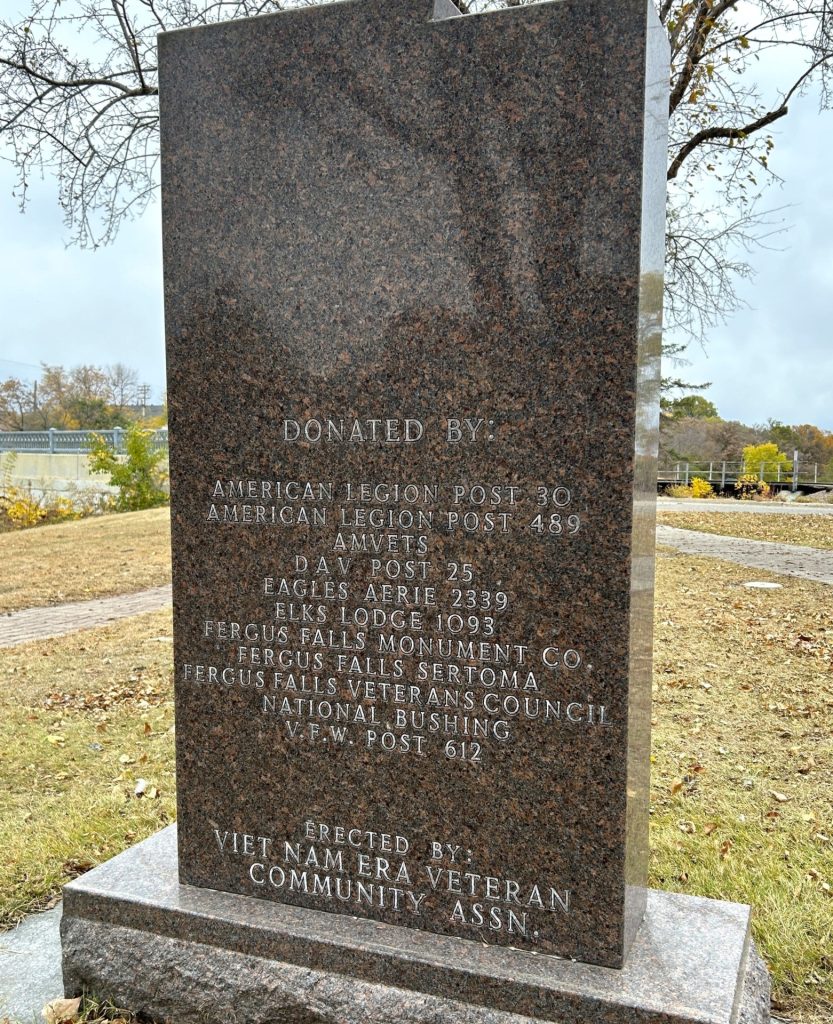 DONATED BY:
AMERICAN LEGION POST 30
AMERICAN LEGION POST 489
AMVETS
DAV POST 25
EAGLES AERIE 2339
ELKS LODGE 1093
FERGUS FALLS MONUMENT CO.
FERGUS FALLS SERTOMA
FERGUS FALLS VETERANS COUNCIL
NATIONAL BUSHING
V.F.W. POST 612
ERECTED BY:
VIET NAM ERA VETERAN
COMMUNITY ASSN.